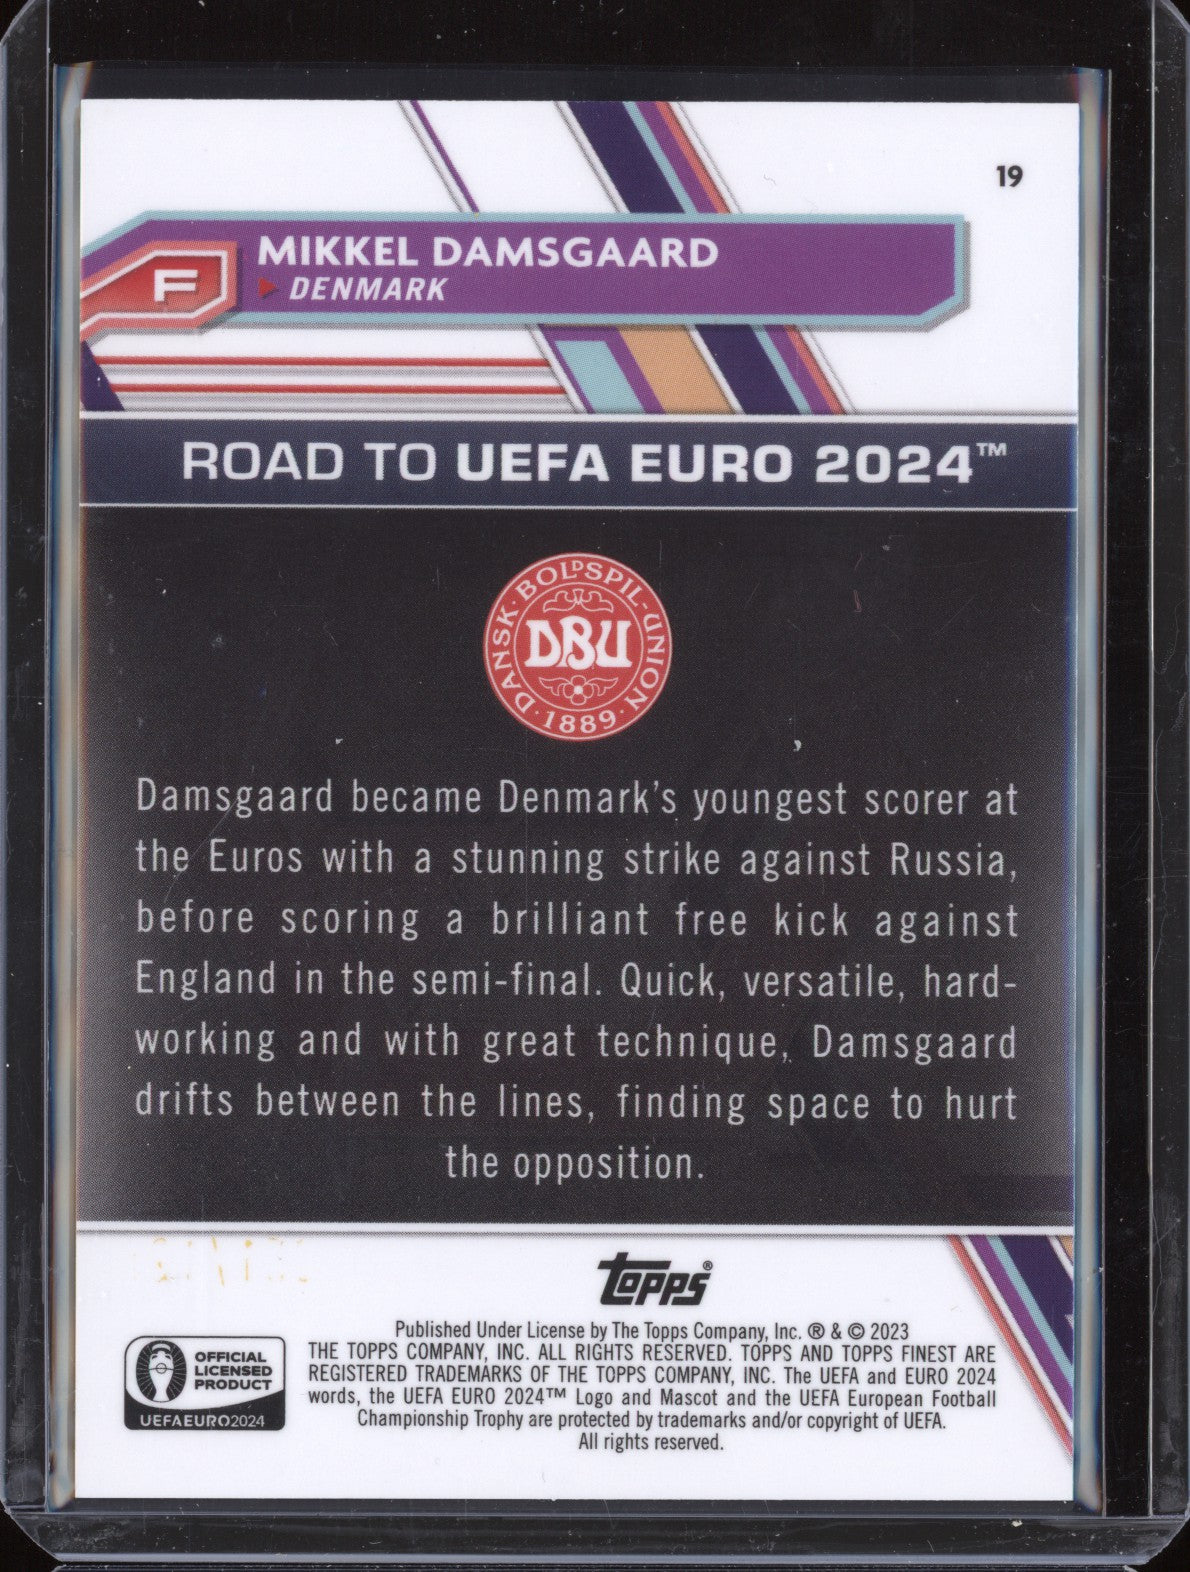 19
MIKKEL DAMSGAARD
F
DENMARK
ROAD TO UEFA EURO 2024™
DANSK · BOLDSPIL-UNION
DBU
· 1889 ·
Damsgaard became Denmark's youngest scorer at
the Euros with a stunning strike against Russia,
before scoring a brilliant free kick against
England in the semi-final. Quick, versatile, hard-
working and with great technique, Damsgaard
drifts between the lines, finding space to hurt
the opposition.
Topps®
Published Under License by The Topps Company, Inc. ® & © 2023
THE TOPPS COMPANY, INC. ALL RIGHTS RESERVED. TOPPS AND TOPPS FINEST ARE
REGISTERED TRADEMARKS OF THE TOPPS COMPANY, INC. The UEFA and EURO 2024
words, the UEFA EURO 2024™ Logo and Mascot and the UEFA European Football
Championship Trophy are protected by trademarks and/or copyright of UEFA.
All rights reserved.
OFFICIAL
LICENSED
PRODUCT
UEFAEURO2024